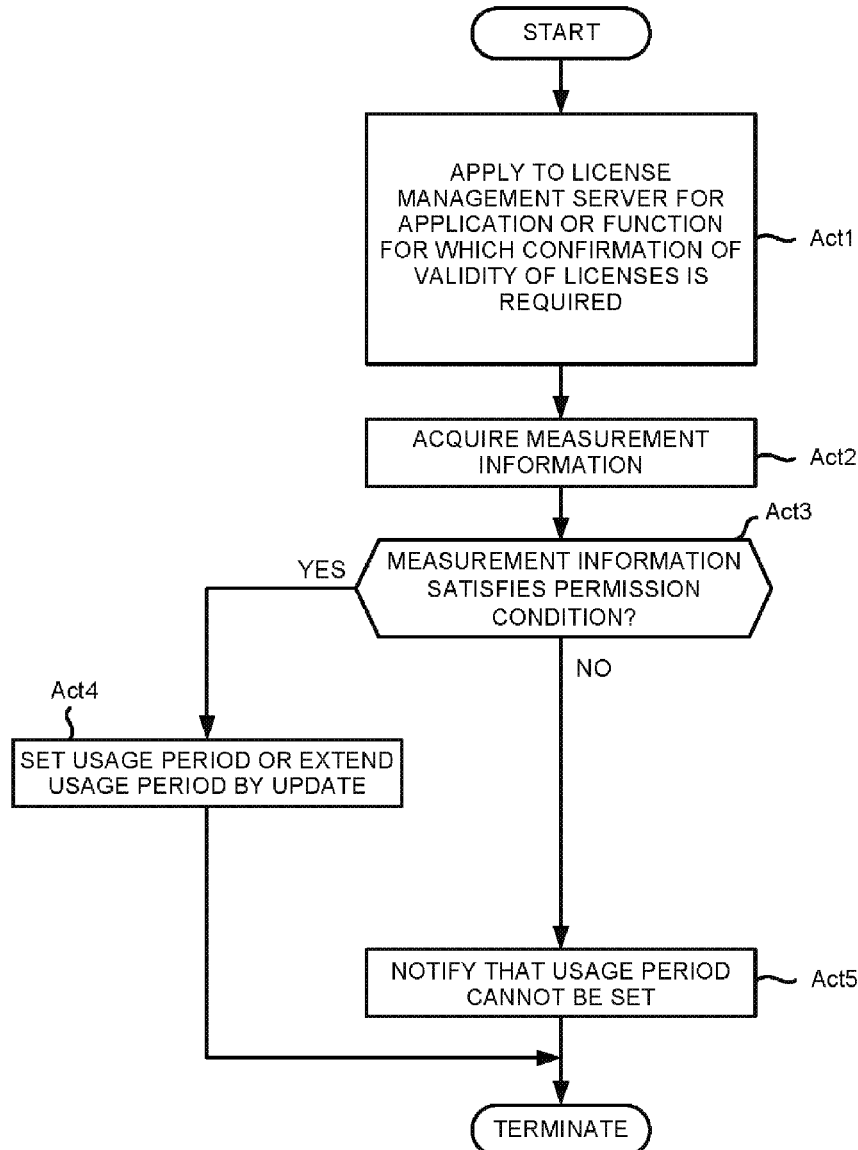 START
APPLY TO LICENSE
MANAGEMENT SERVER FOR
APPLICATION OR FUNCTION
FOR WHICH CONFIRMATION OF
VALIDITY OF LICENSES IS
REQUIRED
Act1
ACQUIRE MEASUREMENT
INFORMATION
Act2
Act3
MEASUREMENT INFORMATION
SATISFIES PERMISSION
CONDITION?
YES
NO
Act4
SET USAGE PERIOD OR EXTEND
USAGE PERIOD BY UPDATE
NOTIFY THAT USAGE PERIOD
CANNOT BE SET
Act5
TERMINATE